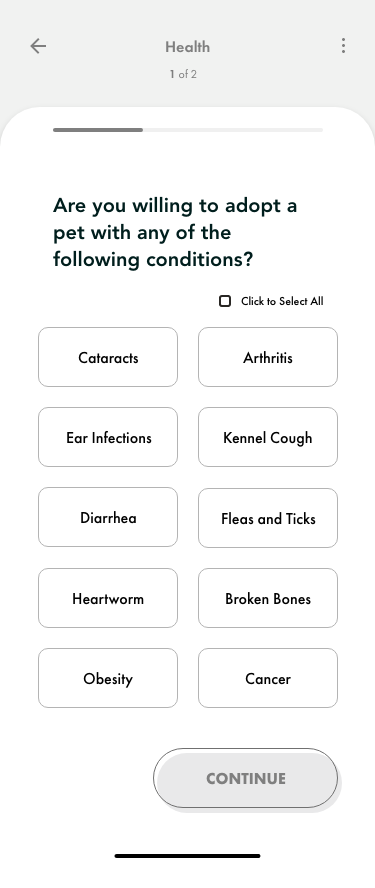 Health
1 of 2
Are you willing to adopt a
pet with any of the
following conditions?
Click to Select All
Cataracts
Arthritis
Ear Infections
Kennel Cough
Diarrhea
Fleas and Ticks
Heartworm
Broken Bones
Obesity
Cancer
CONTINUE